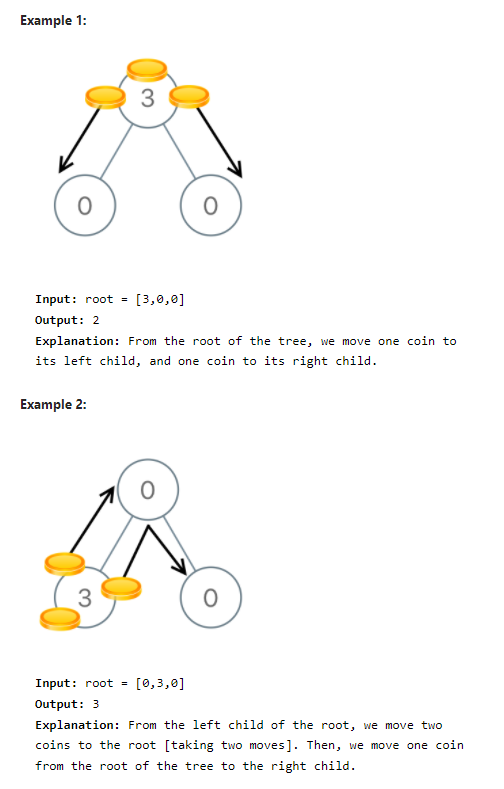 Example 1:
3
0 0
Input: root = [3,0,0]
Output: 2
Explanation: From the root of the tree, we move one coin to
its left child, and one coin to its right child.
Example 2:
0
3 0
Input: root = [0,3,0]
Output: 3
Explanation: From the left child of the root, we move two
coins to the root [taking two moves]. Then, we move one coin
from the root of the tree to the right child.